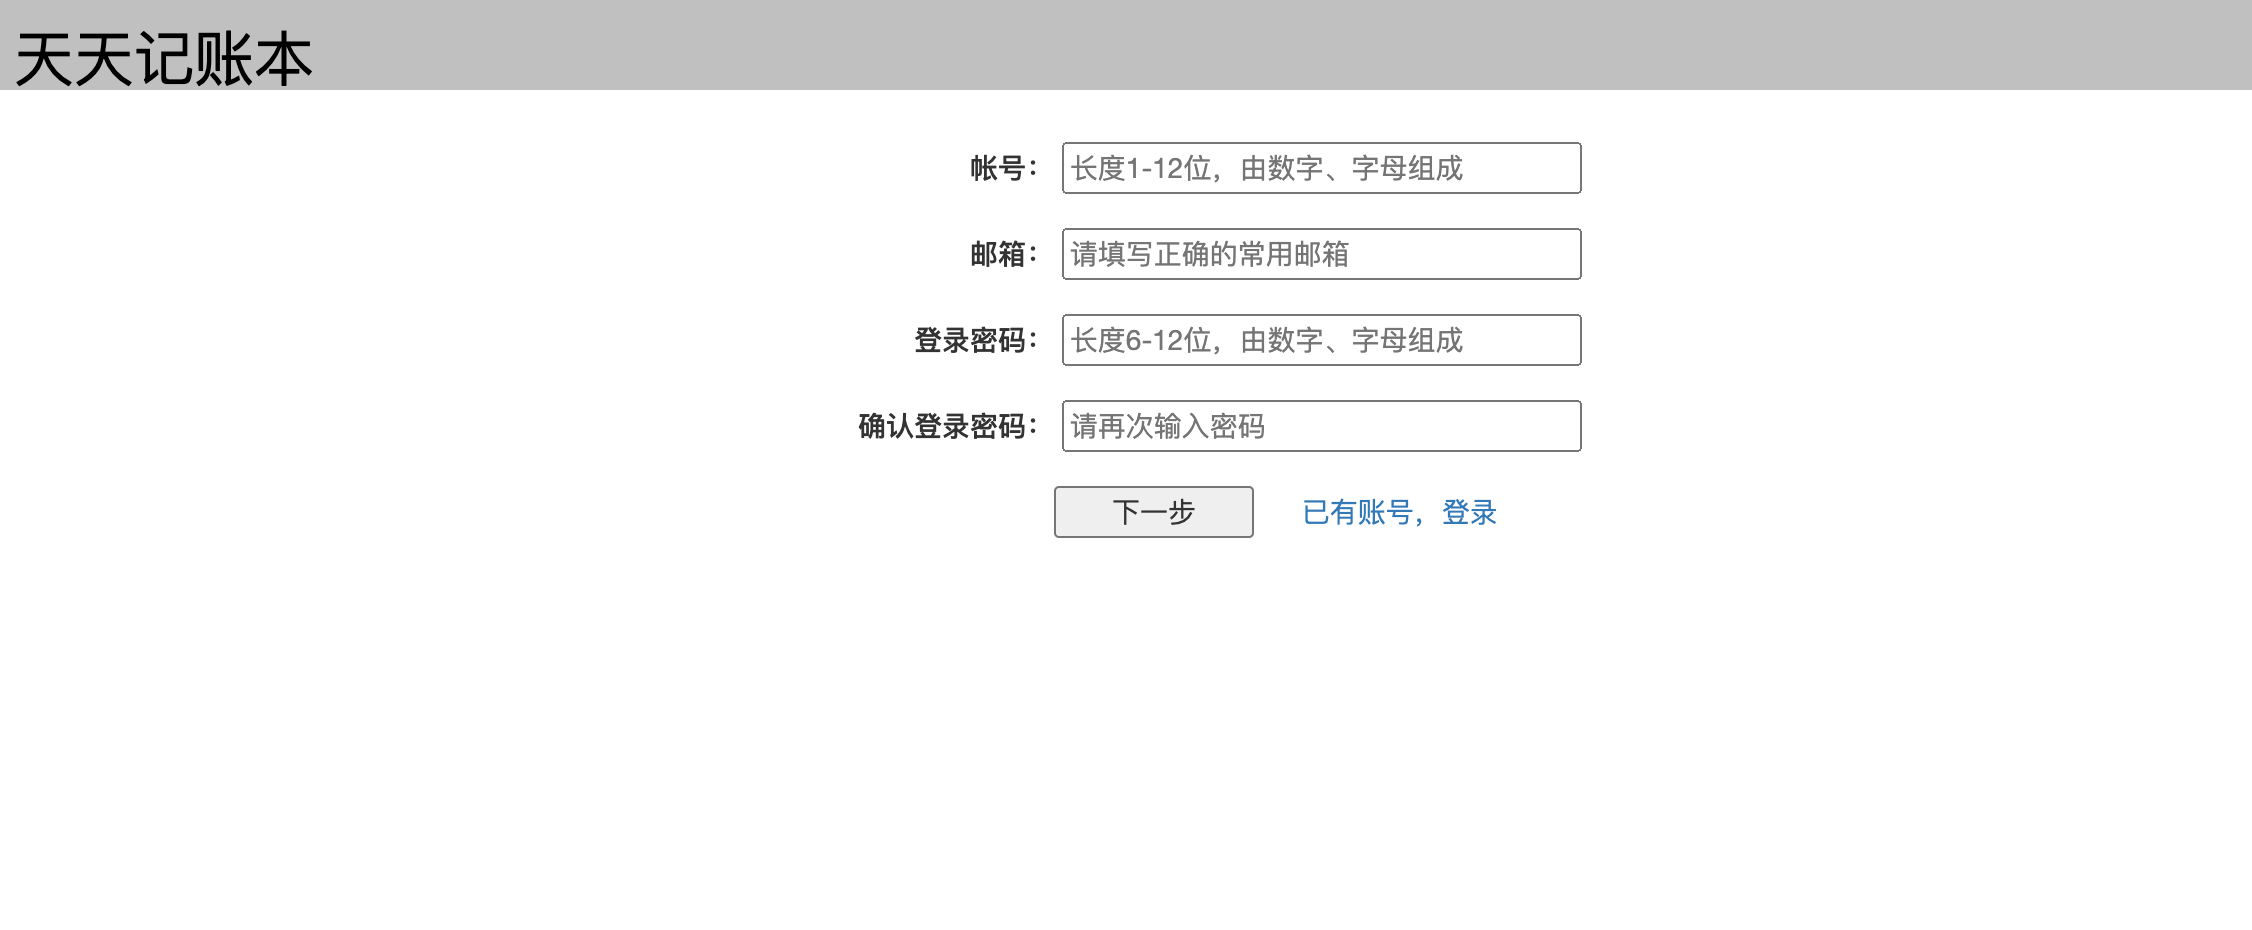 天天记账本
帐号：
长度1-12位，由数字、字母组成
邮箱：
请填写正确的常用邮箱
登录密码：
长度6-12位，由数字、字母组成
确认登录密码：
请再次输入密码
下一步
已有账号，登录